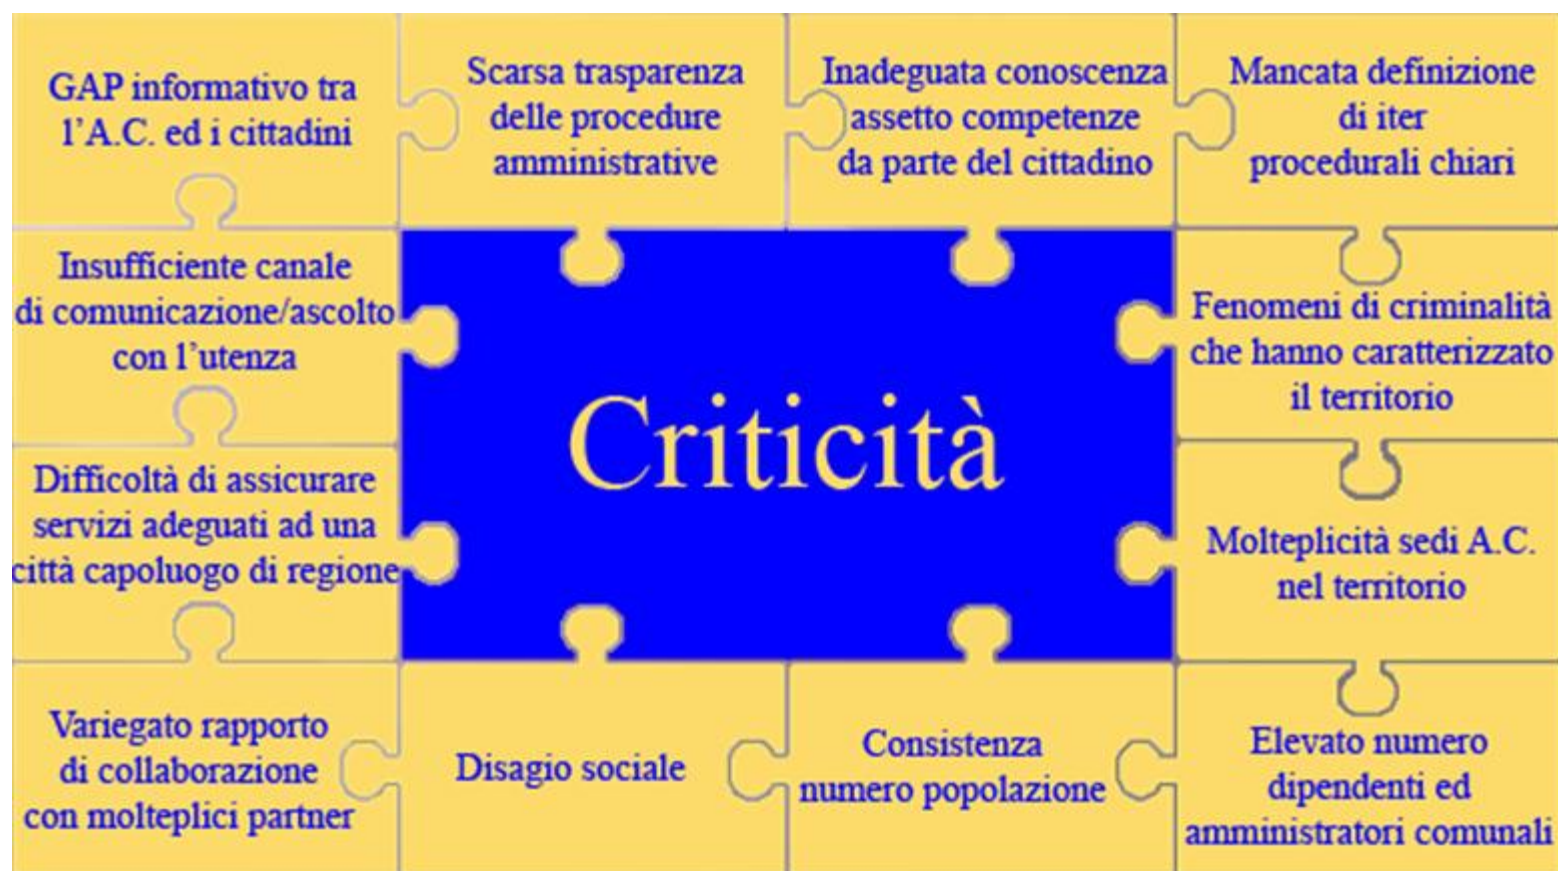 GAP informativo tra
l'A.C. ed i cittadini
Scarsa trasparenza
delle procedure
amministrative
Inadeguata conoscenza
assetto competenze
da parte del cittadino
Mancata definizione
di iter
procedurali chiari
Insufficiente canale
di comunicazione/ascolto
con l'utenza
Fenomeni di criminalità
che hanno caratterizzato
il territorio
Criticità
Difficoltà di assicurare
servizi adeguati ad una
città capoluogo di regione
Molteplicità sedi A.C.
nel territorio
Variegato rapporto
di collaborazione
con molteplici partner
Disagio sociale
Consistenza
numero popolazione
Elevato numero
dipendenti ed
amministratori comunali